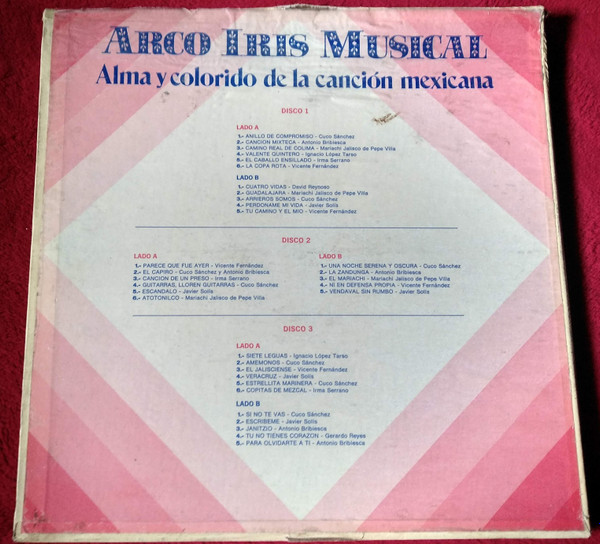 ARCO IRIS MUSICAL
Alma y colorido de la canción mexicana
DISCO 1
LADO A
1.- ANILLO DE COMPROMISO - Cuco Sánchez
2.- CANCION MIXTECA - Antonio Bribiesca
3.- CAMINO REAL DE COLIMA - Mariachi Jalisco de Pepe Villa
4.- VALENTE QUINTERO - Ignacio López Tarso
5.- EL CABALLO ENSILLADO - Irma Serrano
6.- LA COPA ROTA - Vicente Fernández
LADO B
1.- CUATRO VIDAS - David Reynoso
2.- GUADALAJARA - Mariachi Jalisco de Pepe Villa
3.- ARRIEROS SOMOS - Cuco Sánchez
4.- PERDONAME MI VIDA - Javier Solís
5.- TU CAMINO Y EL MIO - Vicente Fernández
DISCO 2
LADO A
1.- PARECE QUE FUE AYER - Vicente Fernández
2.- EL CAPIRO - Cuco Sánchez y Antonio Bribiesca
3.- CANCION DE UN PRESO - Irma Serrano
4.- GUITARRAS, LLOREN GUITARRAS - Cuco Sánchez
5.- ESCANDALO - Javier Solís
6.- ATOTONILCO - Mariachi Jalisco de Pepe Villa
LADO B
1.- UNA NOCHE SERENA Y OSCURA - Cuco Sánchez
2.- LA ZANDUNGA - Antonio Bribiesca
3.- EL MARIACHI - Mariachi Jalisco de Pepe Villa
4.- NI EN DEFENSA PROPIA - Vicente Fernández
5.- VENDAVAL SIN RUMBO - Javier Solís
DISCO 3
LADO A
1.- SIETE LEGUAS - Ignacio López Tarso
2.- AMEMONOS - Cuco Sánchez
3.- EL JALISCIENSE - Vicente Fernández
4.- VERACRUZ - Javier Solís
5.- ESTRELLITA MARINERA - Cuco Sánchez
6.- COPITAS DE MEZCAL - Irma Serrano
LADO B
1.- SI NO TE VAS - Cuco Sánchez
2.- ESCRIBEME - Javier Solís
3.- JANITZIO - Antonio Bribiesca
4.- TU NO TIENES CORAZON - Gerardo Reyes
5.- PARA OLVIDARTE A TI - Antonio Bribiesca